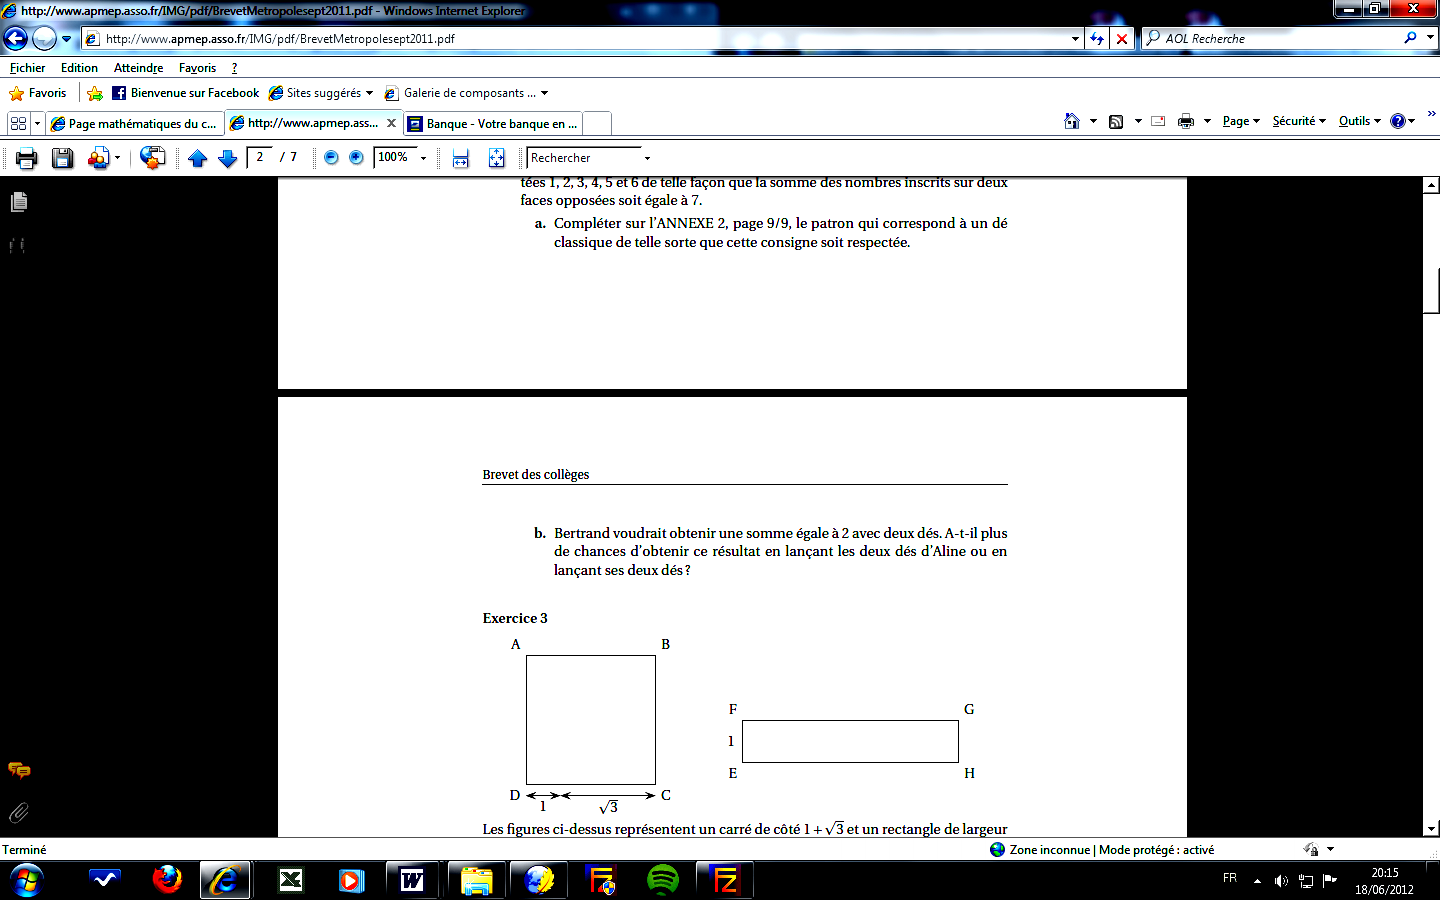 http://www.apmep.asso.fr/IMG/pdf/BrevetMetropolesept2011.pdf - Windows Internet Explorer
http://www.apmep.asso.fr/IMG/pdf/BrevetMetropolesept2011.pdf
AOL Recherche
Fichier Edition Atteindre Favoris ?
Favoris Bienvenue sur Facebook Sites suggérés Galerie de composants ...
Page mathématiques du c... http://www.apmep.ass... X Banque - Votre banque en ... Page Sécurité Outils »
2 / 7 100% Rechercher
tées 1, 2, 3, 4, 5 et 6 de telle façon que la somme des nombres inscrits sur deux
faces opposées soit égale à 7.
a. Compléter sur l'ANNEXE 2, page 9/9, le patron qui correspond à un dé
classique de telle sorte que cette consigne soit respectée.
Brevet des collèges
b. Bertrand voudrait obtenir une somme égale à 2 avec deux dés. A-t-il plus
de chances d'obtenir ce résultat en lançant les deux dés d'Aline ou en
lançant ses deux dés ?
Exercice 3
A B
F G
1
E H
D C
1 √3
Les figures ci-dessus représentent un carré de côté 1 + √3 et un rectangle de largeur
Terminé Zone inconnue | Mode protégé : activé
FR 20:15
18/06/2012